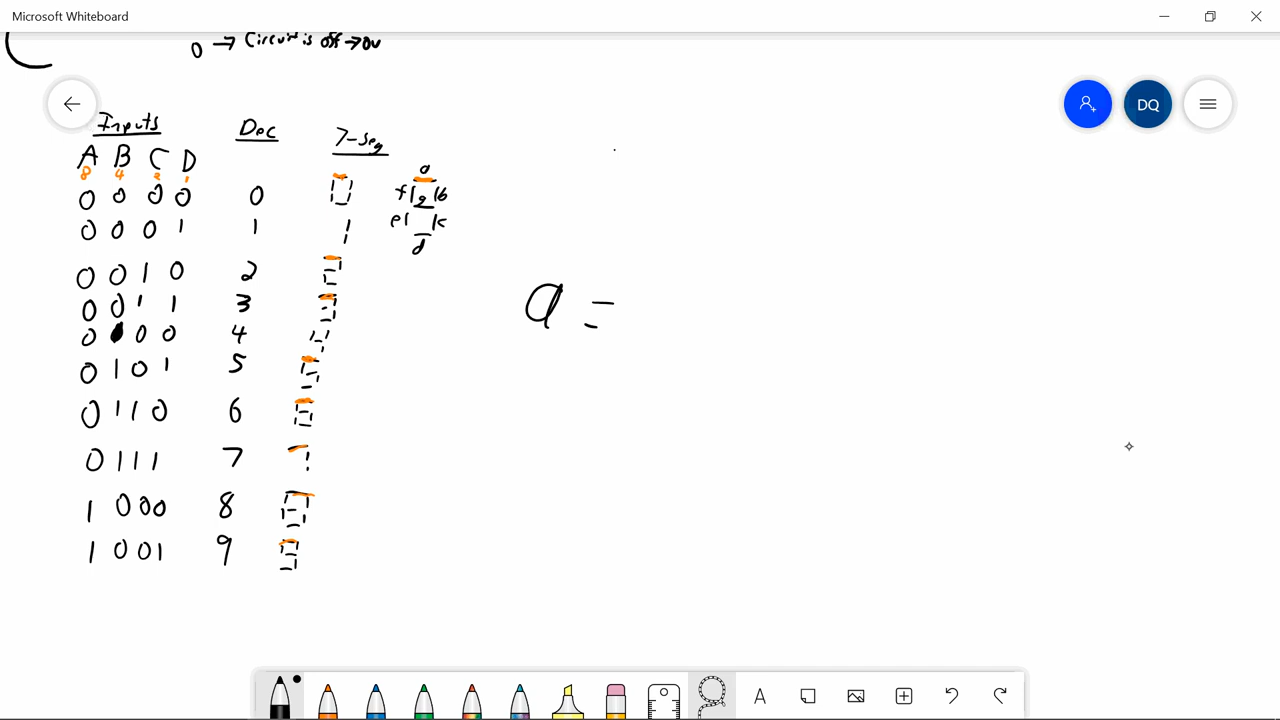 Microsoft Whiteboard
0 → Circuit is off → 0v
DQ
Inputs Dec 7-seg
A B C D
8 4 2 1
a
0 0 0 0 0 f g b
0 0 0 1 1 e c
d
0 0 1 0 2
0 0 1 1 3
a =
0 0 0 4
0 1 0 1 5
0 1 1 0 6
0 1 1 1 7
1 0 0 0 8
1 0 0 1 9
A